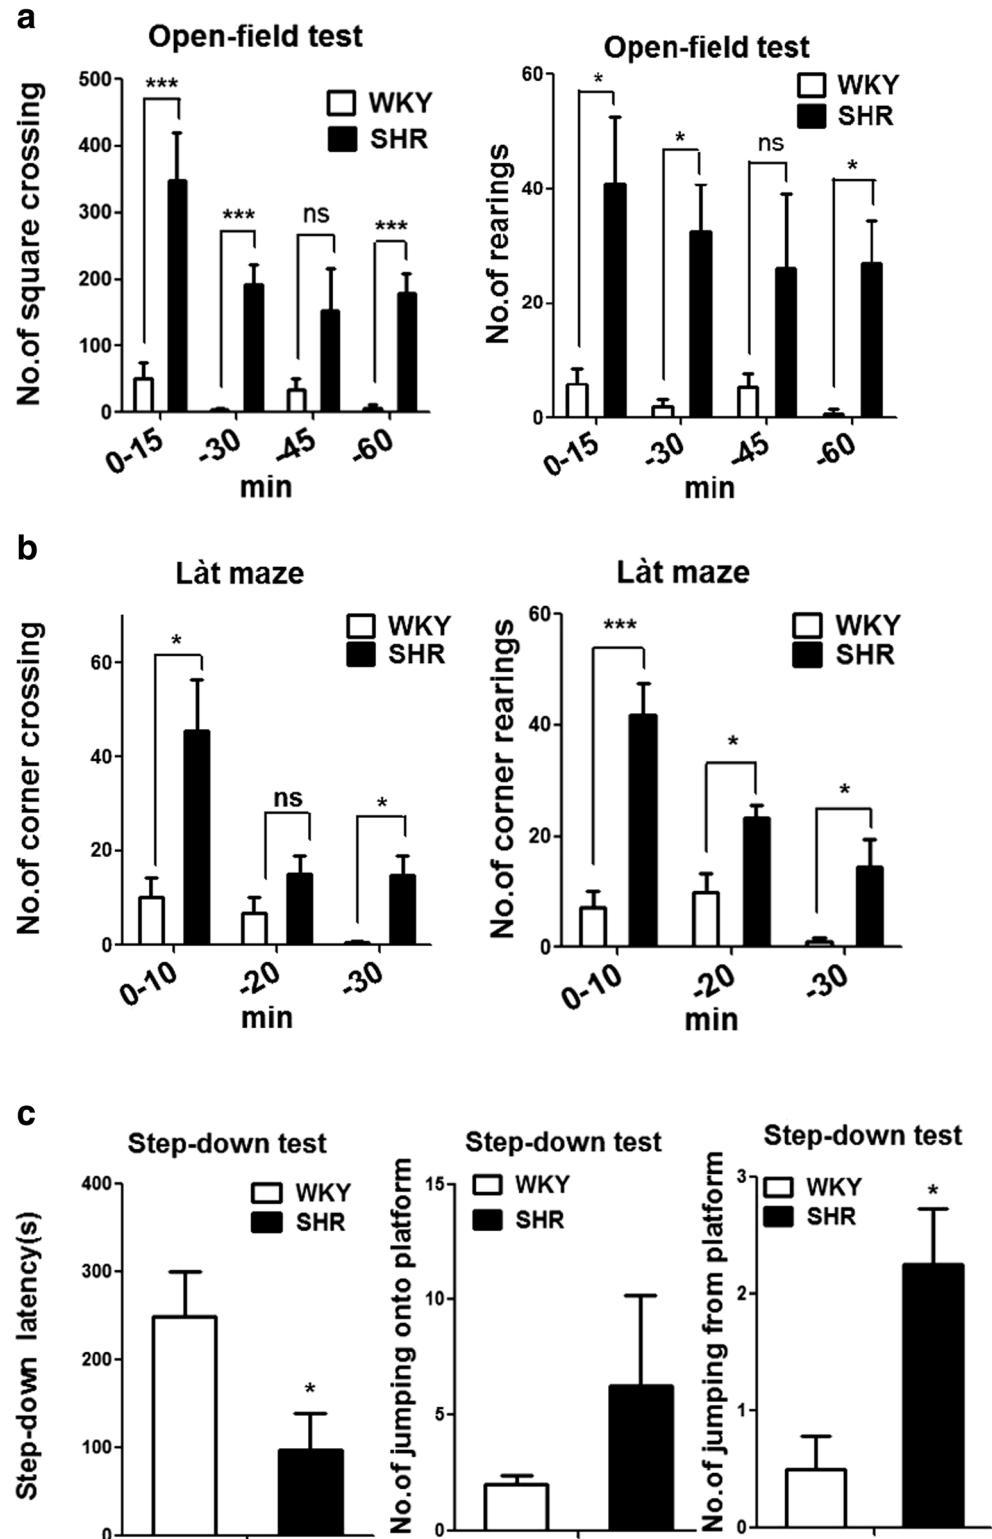 a
Open-field test
No.of square crossing
500
400
300
200
100
0
***
***
ns
***
WKY
SHR
0-15
-30
-45
-60
min
Open-field test
No.of rearings
60
40
20
0
*
*
ns
*
WKY
SHR
0-15
-30
-45
-60
min
b
Làt maze
No.of corner crossing
60
40
20
0
*
ns
*
WKY
SHR
0-10
-20
-30
min
Làt maze
No.of corner rearings
60
40
20
0
***
*
*
WKY
SHR
0-10
-20
-30
min
c
Step-down test
Step-down latency(s)
400
300
200
100
0
WKY
SHR
*
Step-down test
No.of jumping onto platform
15
10
5
0
WKY
SHR
Step-down test
No.of jumping from platform
3
2
1
0
WKY
SHR
*